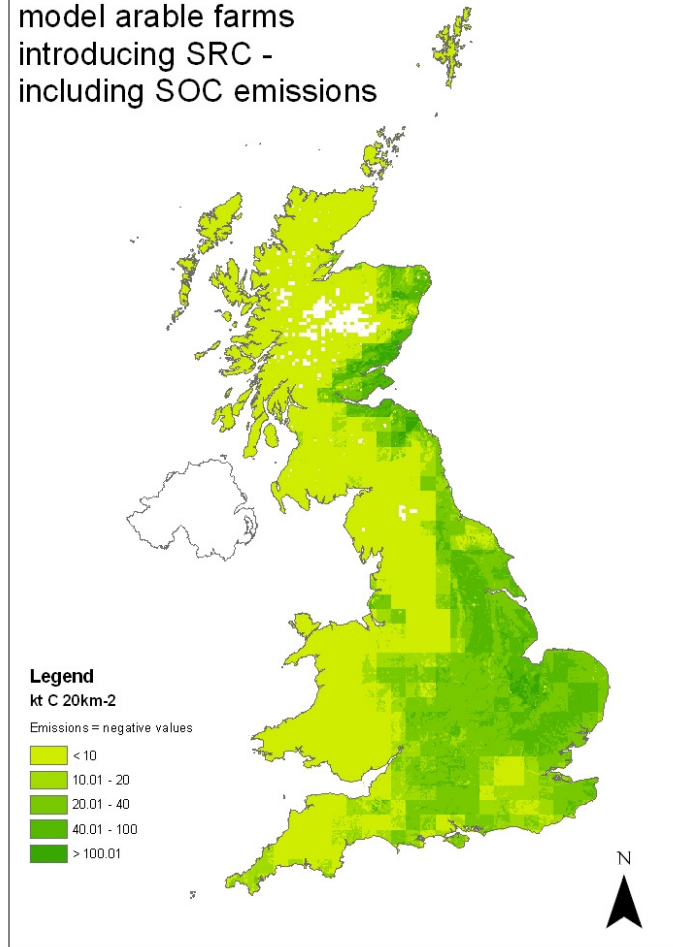 model arable farms
introducing SRC -
including SOC emissions
Legend
kt C 20km-2
Emissions = negative values
< 10
10.01 - 20
20.01 - 40
40.01 - 100
> 100.01
N